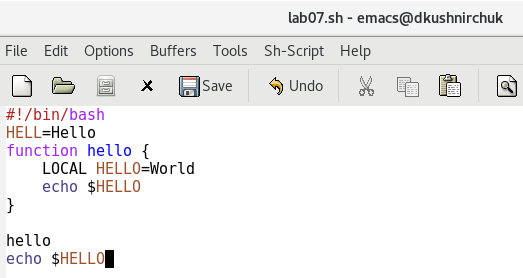 lab07.sh - emacs@dkushnirchuk
File Edit Options Buffers Tools Sh-Script Help
Save Undo
#!/bin/bash
HELL=Hello
function hello {
    LOCAL HELLO=World
    echo $HELLO
}
hello
echo $HELLO